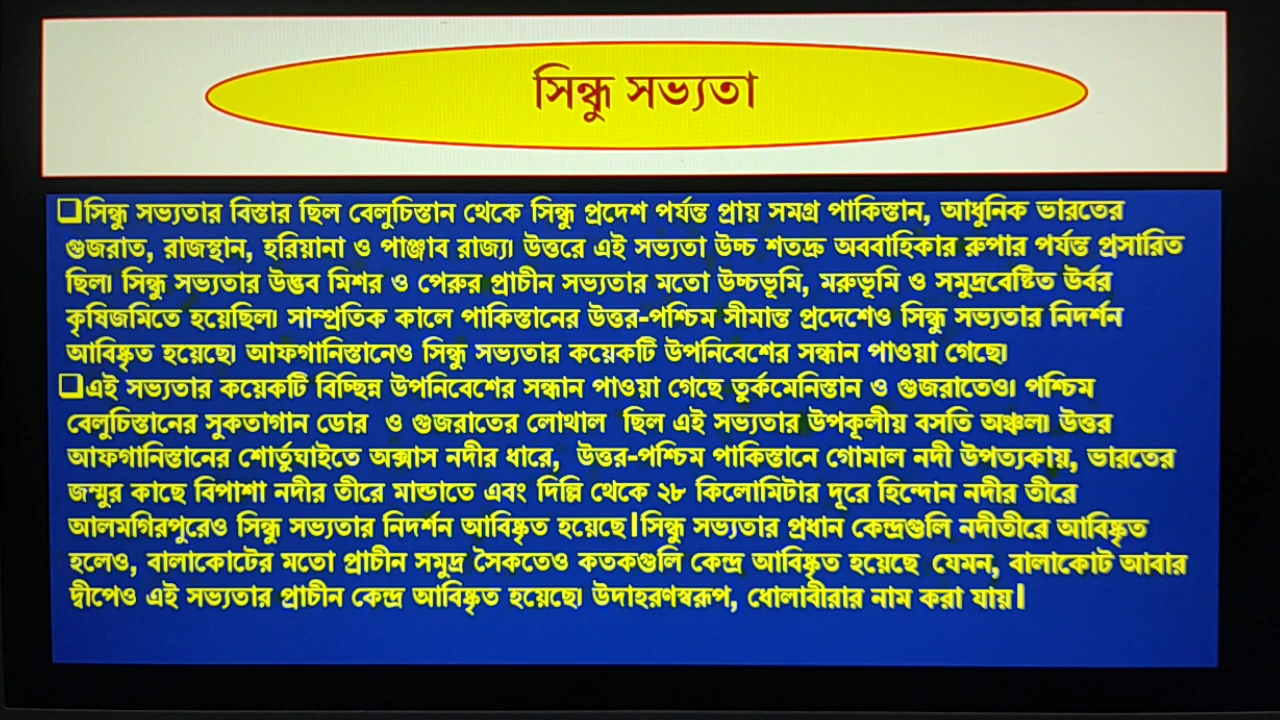 সিন্ধু সভ্যতা
❑সিন্ধু সভ্যতার বিস্তার ছিল বেলুচিস্তান থেকে সিন্ধু প্রদেশ পর্যন্ত প্রায় সমগ্র পাকিস্তান, আধুনিক ভারতের
গুজরাত, রাজস্থান, হরিয়ানা ও পাঞ্জাব রাজ্য। উত্তরে এই সভ্যতা উচ্চ শতদ্রু অববাহিকার রুপার পর্যন্ত প্রসারিত
ছিল। সিন্ধু সভ্যতার উদ্ভব মিশর ও পেরুর প্রাচীন সভ্যতার মতো উচ্চভূমি, মরুভূমি ও সমুদ্রবেষ্টিত উর্বর
কৃষিজমিতে হয়েছিল। সাম্প্রতিক কালে পাকিস্তানের উত্তর-পশ্চিম সীমান্ত প্রদেশেও সিন্ধু সভ্যতার নিদর্শন
আবিষ্কৃত হয়েছে। আফগানিস্তানেও সিন্ধু সভ্যতার কয়েকটি উপনিবেশের সন্ধান পাওয়া গেছে।
❑এই সভ্যতার কয়েকটি বিচ্ছিন্ন উপনিবেশের সন্ধান পাওয়া গেছে তুর্কমেনিস্তান ও গুজরাতেও। পশ্চিম
বেলুচিস্তানের সুকতাগান ডোর ও গুজরাতের লোথাল ছিল এই সভ্যতার উপকূলীয় বসতি অঞ্চল। উত্তর
আফগানিস্তানের শোর্তুঘাইতে অক্সাস নদীর ধারে, উত্তর-পশ্চিম পাকিস্তানে গোমাল নদী উপত্যকায়, ভারতের
জম্মুর কাছে বিপাশা নদীর তীরে মান্ডাতে এবং দিল্লি থেকে ২৮ কিলোমিটার দূরে হিন্দোন নদীর তীরে
আলমগিরপুরেও সিন্ধু সভ্যতার নিদর্শন আবিষ্কৃত হয়েছে।সিন্ধু সভ্যতার প্রধান কেন্দ্রগুলি নদীতীরে আবিষ্কৃত
হলেও, বালাকোটের মতো প্রাচীন সমুদ্র সৈকতেও কতকগুলি কেন্দ্র আবিষ্কৃত হয়েছে যেমন, বালাকোট আবার
দ্বীপেও এই সভ্যতার প্রাচীন কেন্দ্র আবিষ্কৃত হয়েছে। উদাহরণস্বরূপ, ধোলাবীরার নাম করা যায়।